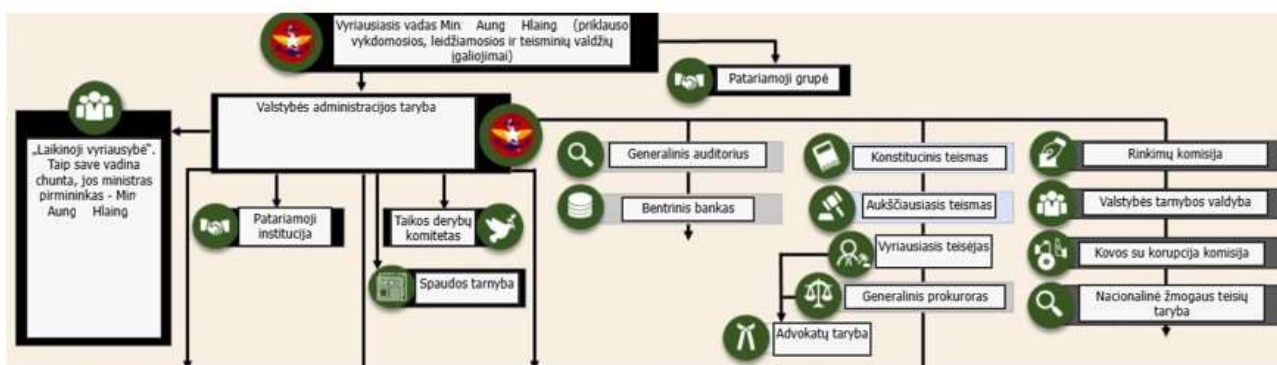 Vyriausiasis vadas Min Aung Hlaing (priklauso
vykdomosios, leidžiamosios ir teisminių valdžių
įgaliojimai)
Patariamoji grupė
Valstybės administracijos taryba
„Laikinoji vyriausybė“.
Taip save vadina
chunta, jos ministras
pirmininkas - Min
Aung Hlaing
Patariamoji
institucija
Taikos derybų
komitetas
Spaudos tarnyba
Generalinis auditorius
Bentrinis bankas
Konstitucinis teismas
Aukščiausiasis teismas
Vyriausiasis teisėjas
Generalinis prokuroras
Advokatų taryba
Rinkimų komisija
Valstybės tarnybos valdyba
Kovos su korupcija komisija
Nacionalinė žmogaus teisių
taryba